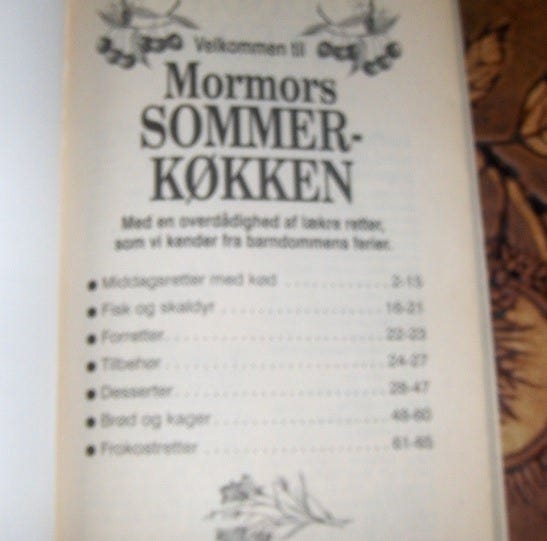 Velkommen til
Mormors
SOMMER-
KØKKEN
Med en overdådighed af lækre retter,
som vi kender fra barndommens ferier.
● Middagsretter med kød ............ 2-15
● Fisk og skaldyr ............ 16-21
● Forretter ............ 22-23
● Tilbehør ............ 24-27
● Desserter ............ 28-47
● Brød og kager ............ 48-60
● Frokostretter ............ 61-65